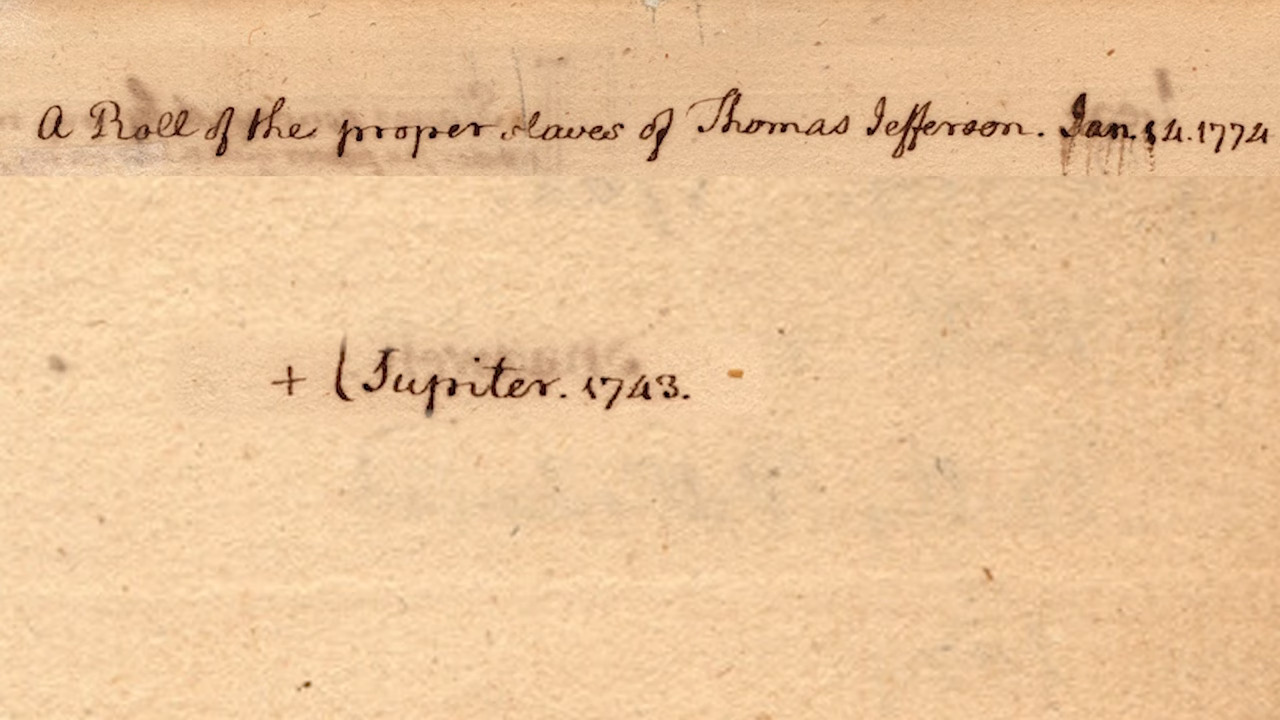 A Roll of the proper slaves of Thomas Jefferson. Jan. 14. 1774
+ ( Jupiter. 1743.